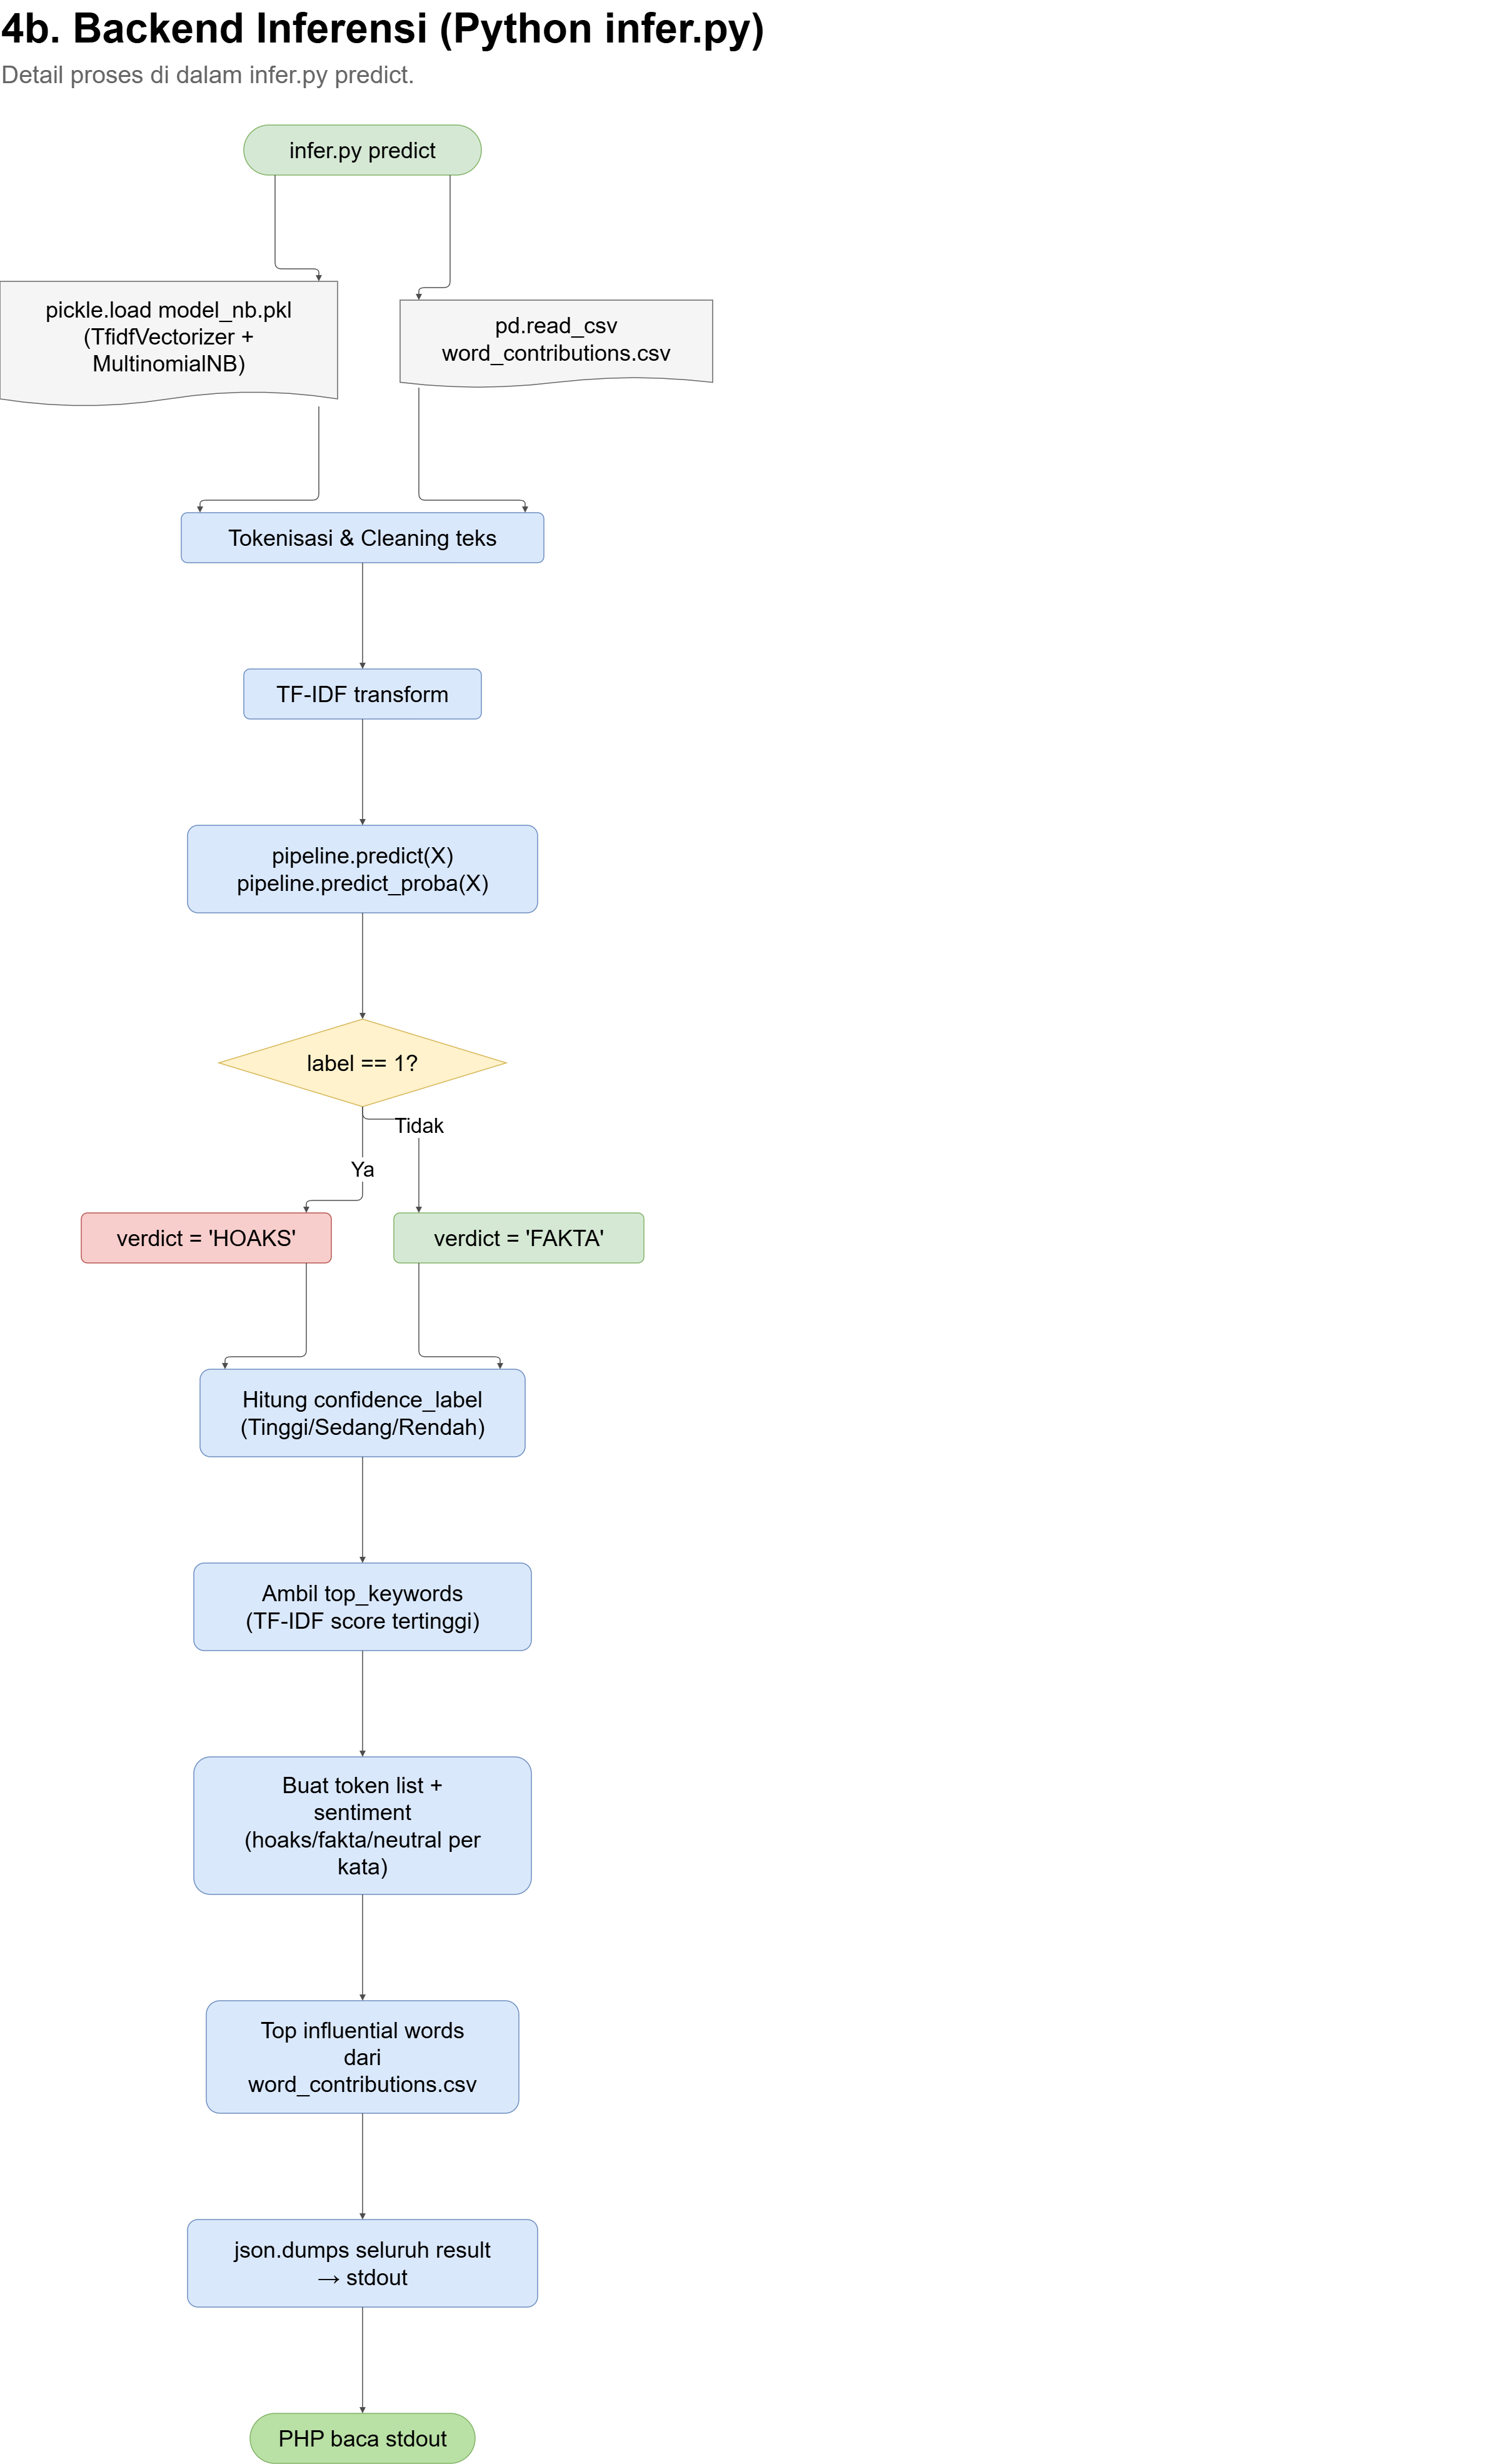 4b. Backend Inferensi (Python infer.py)
Detail proses di dalam infer.py predict.
infer.py predict
pickle.load model_nb.pkl
(TfidfVectorizer +
MultinomialNB)
pd.read_csv
word_contributions.csv
Tokenisasi & Cleaning teks
TF-IDF transform
pipeline.predict(X)
pipeline.predict_proba(X)
label == 1?
Tidak
Ya
verdict = 'HOAKS'
verdict = 'FAKTA'
Hitung confidence_label
(Tinggi/Sedang/Rendah)
Ambil top_keywords
(TF-IDF score tertinggi)
Buat token list +
sentiment
(hoaks/fakta/neutral per
kata)
Top influential words
dari
word_contributions.csv
json.dumps seluruh result
→ stdout
PHP baca stdout